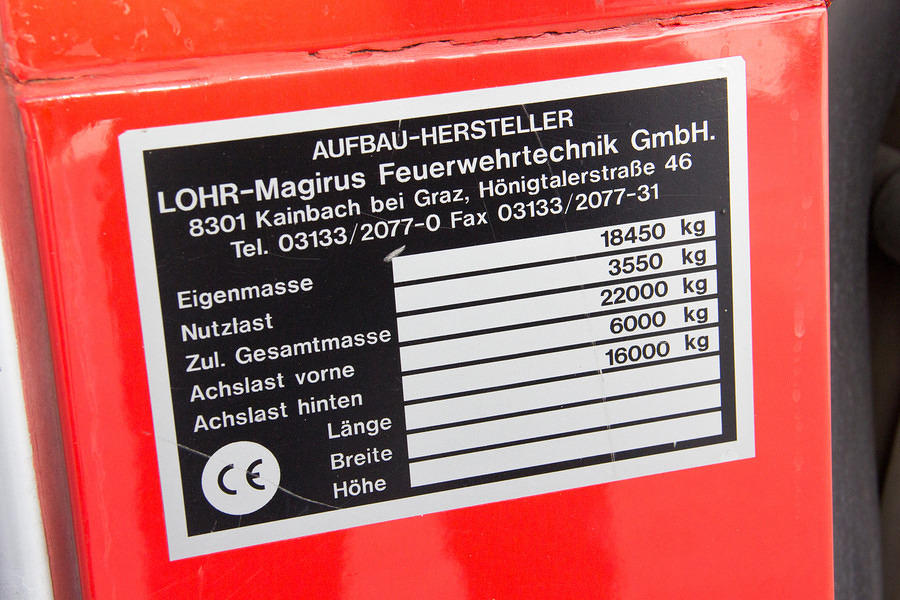 AUFBAU-HERSTELLER
LOHR-Magirus Feuerwehrtechnik GmbH.
8301 Kainbach bei Graz, Hönigtalerstraße 46
Tel. 03133/2077-0 Fax 03133/2077-31
Eigenmasse 18450 kg
Nutzlast 3550 kg
Zul. Gesamtmasse 22000 kg
Achslast vorne 6000 kg
Achslast hinten 16000 kg
Länge
Breite
Höhe
CE